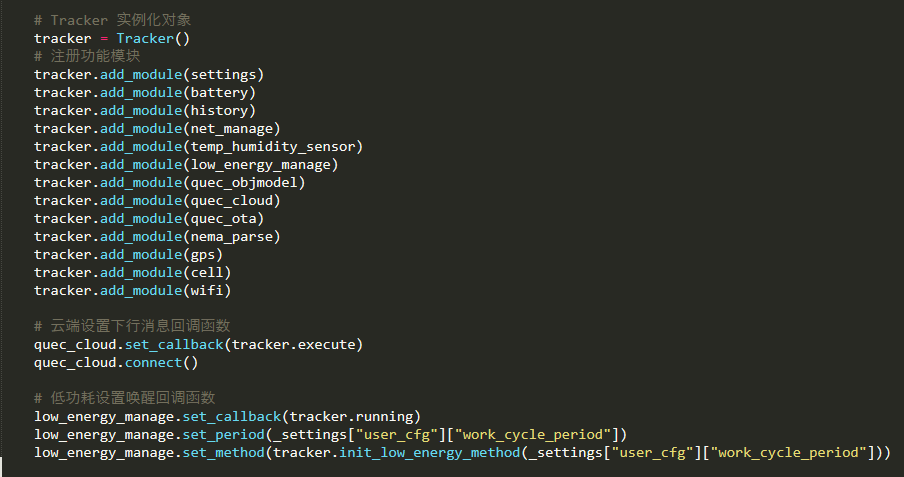 # Tracker 实例化对象
tracker = Tracker()
# 注册功能模块
tracker.add_module(settings)
tracker.add_module(battery)
tracker.add_module(history)
tracker.add_module(net_manage)
tracker.add_module(temp_humidity_sensor)
tracker.add_module(low_energy_manage)
tracker.add_module(quec_objmodel)
tracker.add_module(quec_cloud)
tracker.add_module(quec_ota)
tracker.add_module(nema_parse)
tracker.add_module(gps)
tracker.add_module(cell)
tracker.add_module(wifi)
# 云端设置下行消息回调函数
quec_cloud.set_callback(tracker.execute)
quec_cloud.connect()
# 低功耗设置唤醒回调函数
low_energy_manage.set_callback(tracker.running)
low_energy_manage.set_period(_settings["user_cfg"]["work_cycle_period"])
low_energy_manage.set_method(tracker.init_low_energy_method(_settings["user_cfg"]["work_cycle_period"]))